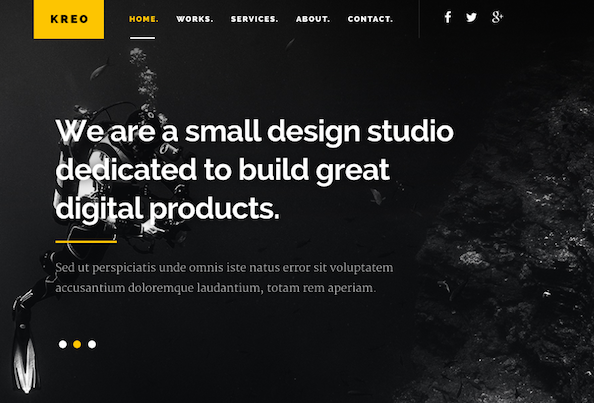 KREO
HOME. WORKS. SERVICES. ABOUT. CONTACT.
We are a small design studio
dedicated to build great
digital products.
Sed ut perspiciatis unde omnis iste natus error sit voluptatem
accusantium doloremque laudantium, totam rem aperiam.